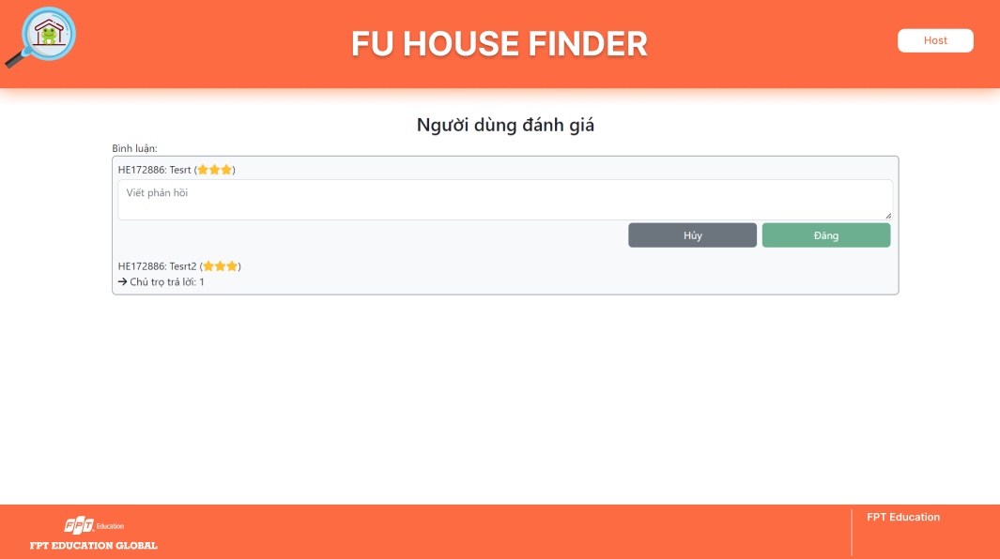 FU HOUSE FINDER
Host
Người dùng đánh giá
Bình luận:
HE172886: Tesrt (⭐⭐⭐)
Viết phản hồi
Hủy
Đăng
HE172886: Tesrt2 (⭐⭐⭐)
→ Chủ trọ trả lời: 1
FPT Education
FPT EDUCATION GLOBAL
FPT Education